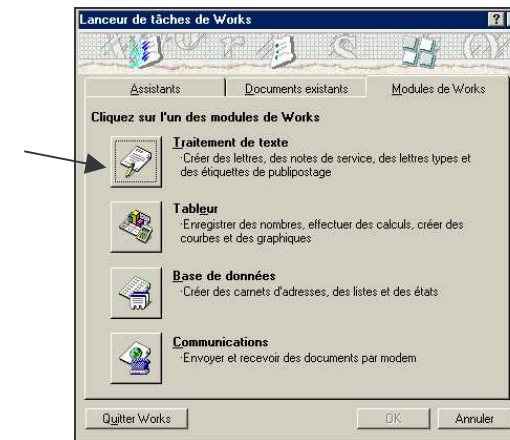 Lanceur de tâches de Works
Assistants
Documents existants
Modules de Works
Cliquez sur l'un des modules de Works
Traitement de texte
·Créer des lettres, des notes de service, des lettres types et
des étiquettes de publipostage
Tableur
·Enregistrer des nombres, effectuer des calculs, créer des
courbes et des graphiques
Base de données
·Créer des carnets d'adresses, des listes et des états
Communications
·Envoyer et recevoir des documents par modem
Quitter Works
OK
Annuler